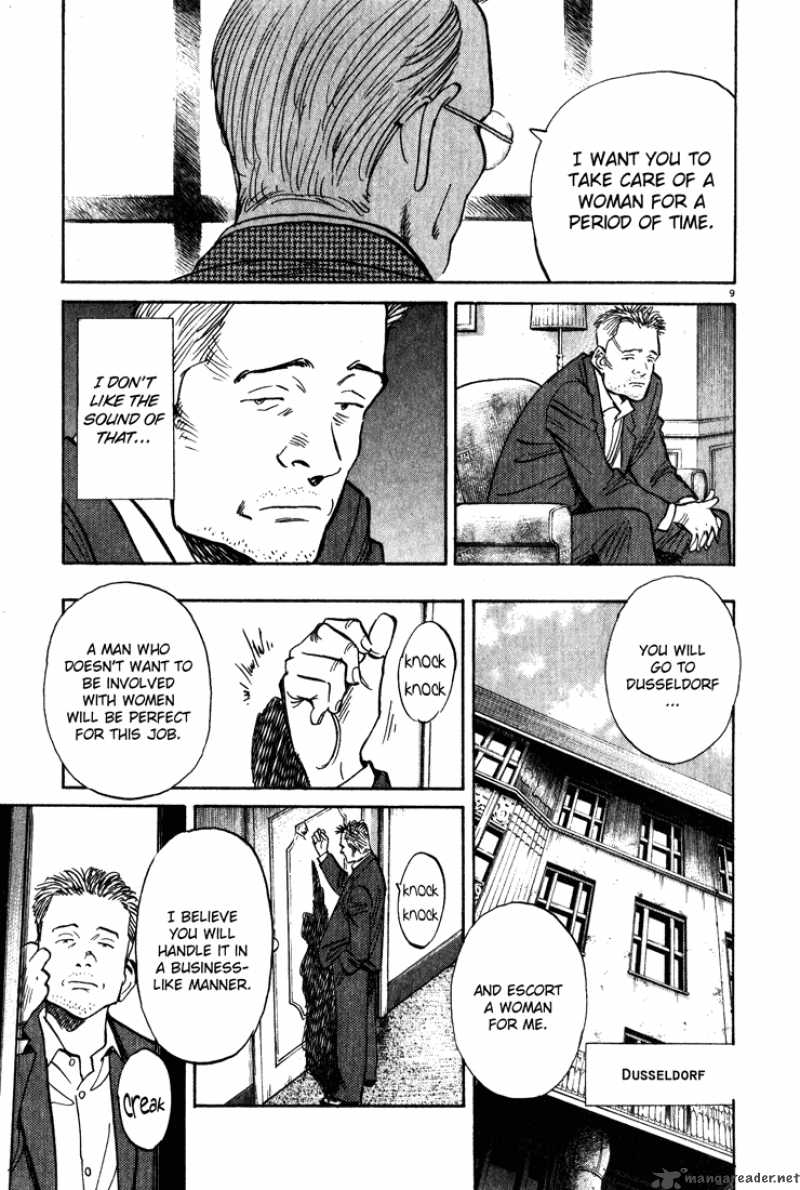 I WANT YOU TO
TAKE CARE OF A
WOMAN FOR A
PERIOD OF TIME.
9
I DON'T
LIKE THE
SOUND OF
THAT...
YOU WILL
GO TO
DUSSELDORF
...
AND ESCORT
A WOMAN
FOR ME.
DUSSELDORF
A MAN WHO
DOESN'T WANT TO
BE INVOLVED
WITH WOMEN
WILL BE PERFECT
FOR THIS JOB.
knock
knock
knock
knock
I BELIEVE
YOU WILL
HANDLE IT IN
A BUSINESS-
LIKE MANNER.
creak
mangareader.net